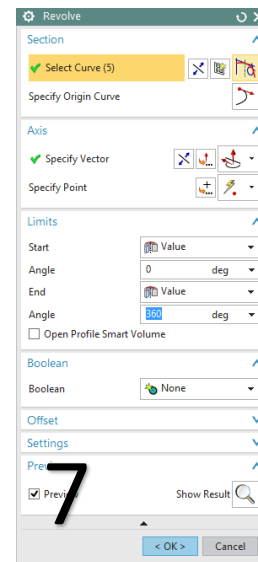 Revolve
Section
Select Curve (5)
Specify Origin Curve
Axis
Specify Vector
Specify Point
Limits
Start Value
Angle 0 deg
End Value
Angle 360 deg
Open Profile Smart Volume
Boolean
Boolean None
Offset
Settings
Preview
Preview Show Result
7
< OK > Cancel